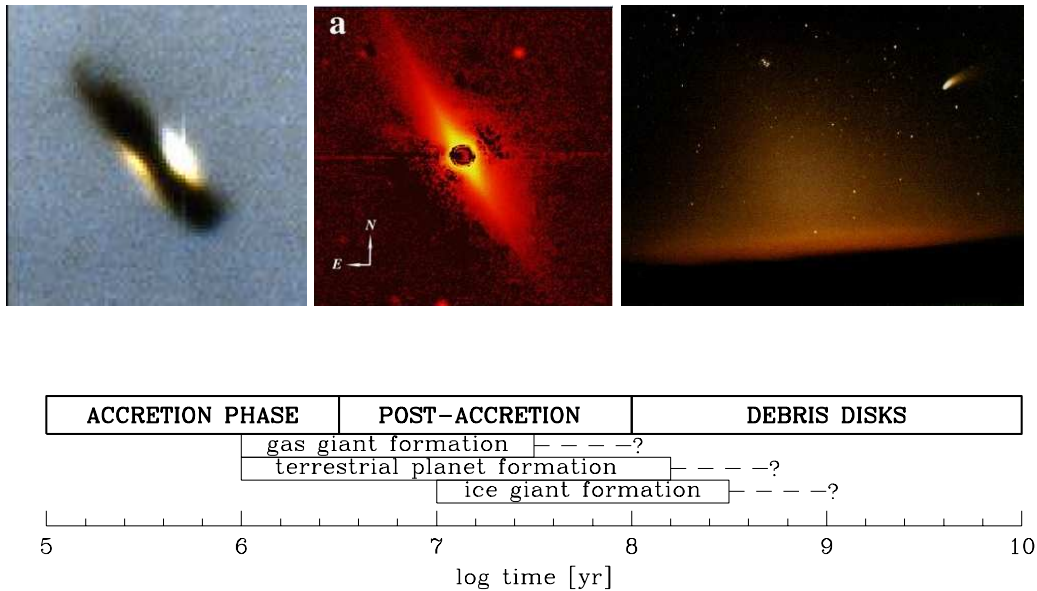 a
N
E
ACCRETION PHASE POST-ACCRETION DEBRIS DISKS
gas giant formation ?
terrestrial planet formation ?
ice giant formation ?
5 6 7 8 9 10
log time [yr]